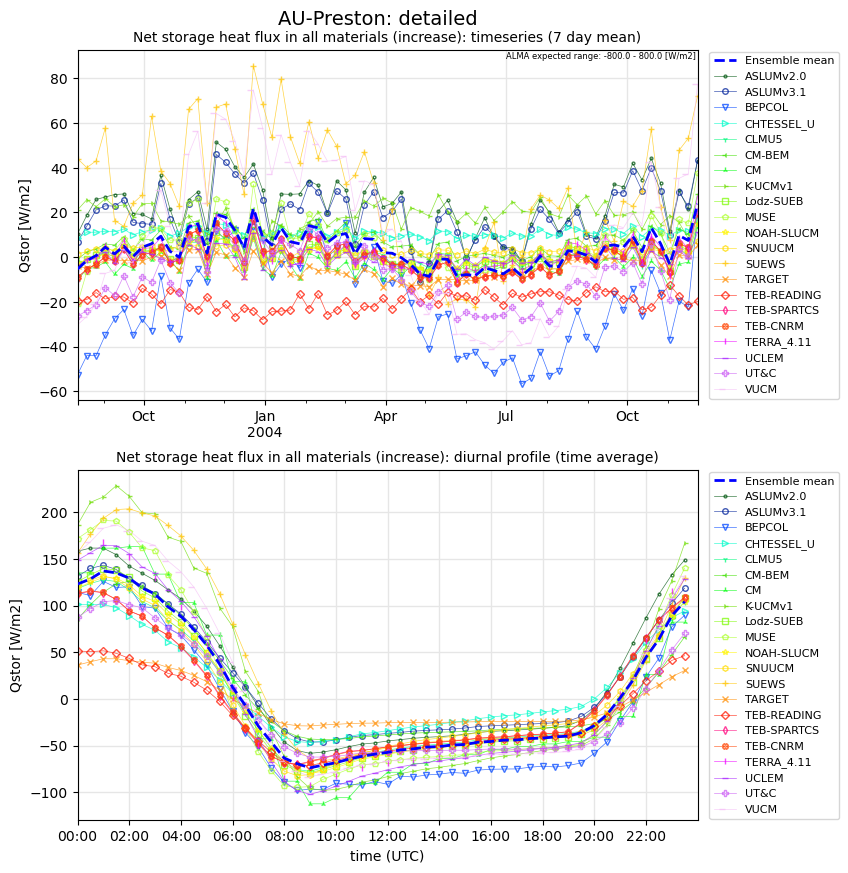 AU-Preston: detailed
Net storage heat flux in all materials (increase): timeseries (7 day mean)
ALMA expected range: -800.0 - 800.0 [W/m2]
Qstor [W/m2]
80
60
40
20
0
−20
−40
−60
Oct
Jan
2004
Apr
Jul
Oct
Ensemble mean
ASLUMv2.0
ASLUMv3.1
BEPCOL
CHTESSEL_U
CLMU5
CM-BEM
CM
K-UCMv1
Lodz-SUEB
MUSE
NOAH-SLUCM
SNUUCM
SUEWS
TARGET
TEB-READING
TEB-SPARTCS
TEB-CNRM
TERRA_4.11
UCLEM
UT&C
VUCM
Net storage heat flux in all materials (increase): diurnal profile (time average)
Qstor [W/m2]
200
150
100
50
0
−50
−100
00:00
02:00
04:00
06:00
08:00
10:00
12:00
14:00
16:00
18:00
20:00
22:00
time (UTC)
Ensemble mean
ASLUMv2.0
ASLUMv3.1
BEPCOL
CHTESSEL_U
CLMU5
CM-BEM
CM
K-UCMv1
Lodz-SUEB
MUSE
NOAH-SLUCM
SNUUCM
SUEWS
TARGET
TEB-READING
TEB-SPARTCS
TEB-CNRM
TERRA_4.11
UCLEM
UT&C
VUCM